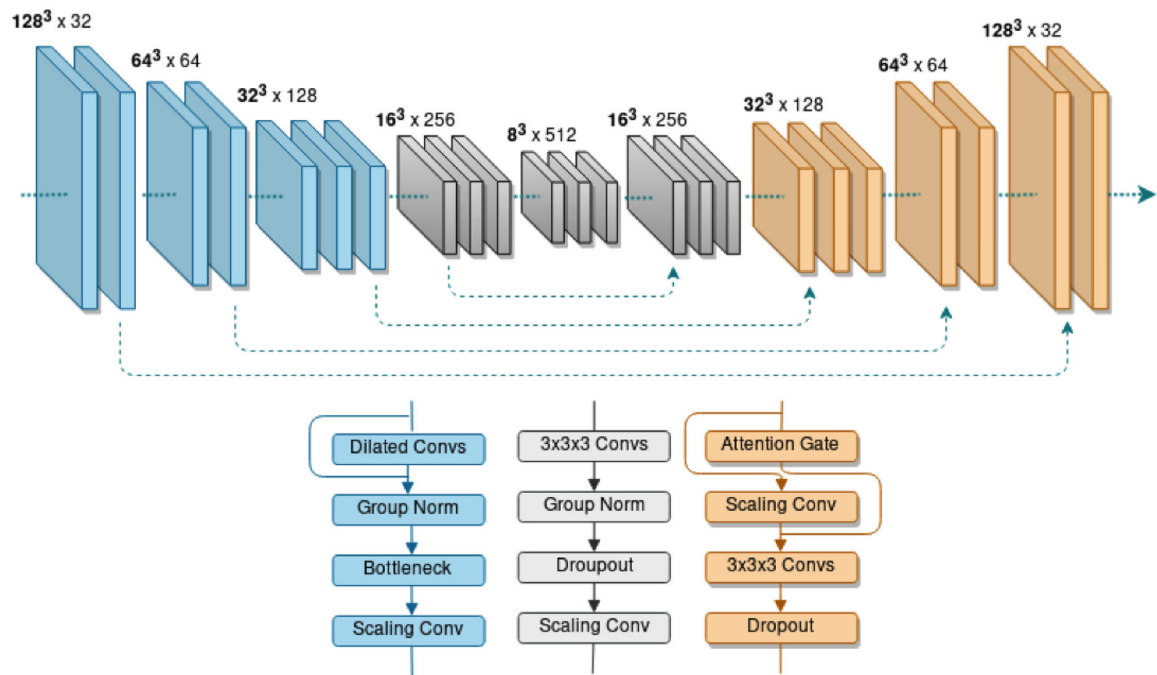 128³ x 32
64³ x 64
32³ x 128
16³ x 256
8³ x 512
16³ x 256
32³ x 128
64³ x 64
128³ x 32
Dilated Convs
Group Norm
Bottleneck
Scaling Conv
3x3x3 Convs
Group Norm
Droupout
Scaling Conv
Attention Gate
Scaling Conv
3x3x3 Convs
Dropout